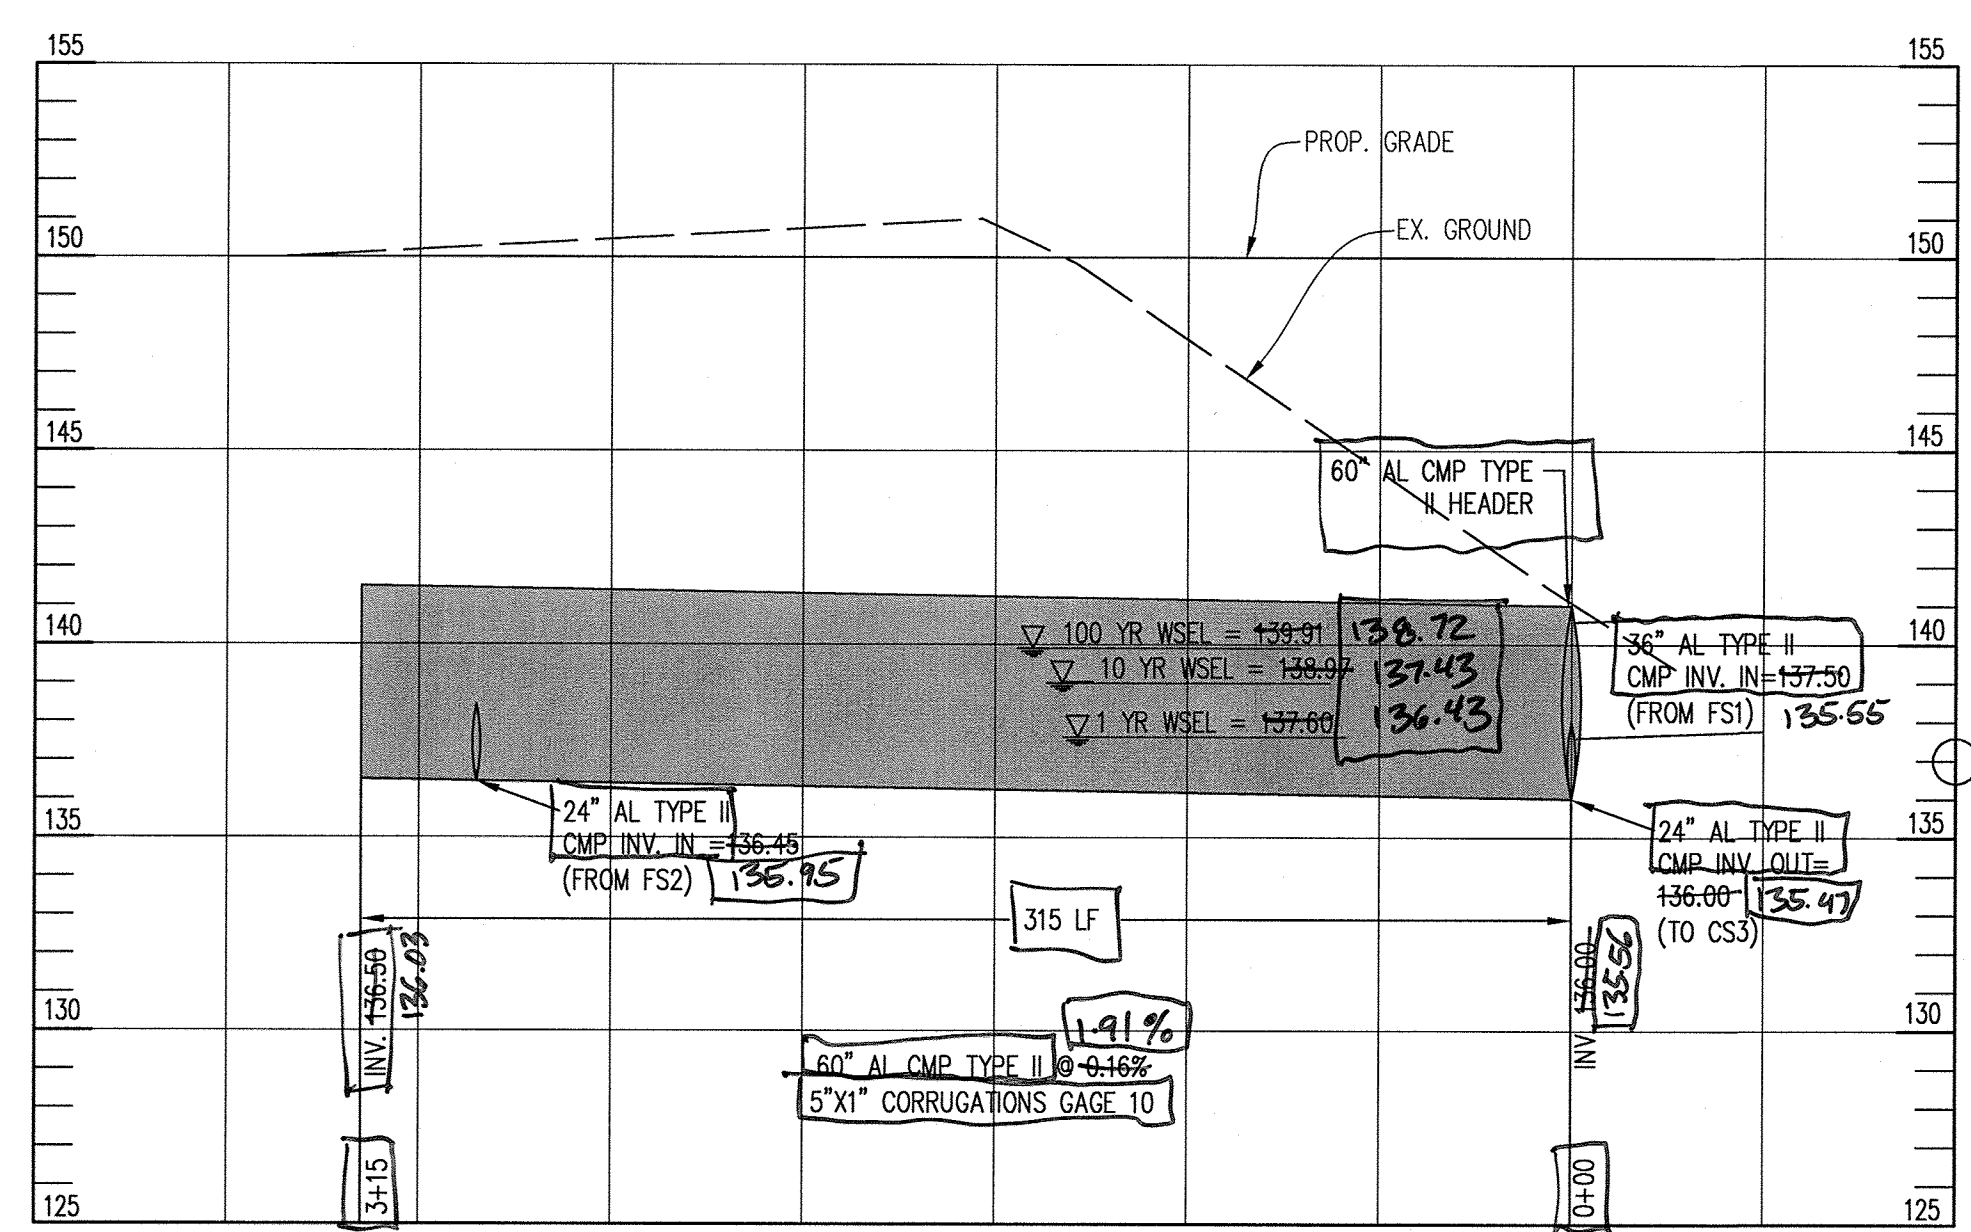 155
155
PROP. GRADE
EX. GROUND
150
150
145
145
60" AL CMP TYPE
II HEADER
140
140
100 YR WSEL = 139.91 138.72
10 YR WSEL = 138.97 137.43
1 YR WSEL = 137.60 136.43
36" AL TYPE II
CMP INV. IN=137.50
(FROM FS1) 135.55
24" AL TYPE II
CMP INV. IN =136.45
(FROM FS2) 135.95
135
135
24" AL TYPE II
CMP INV. OUT=
136.00 135.47
(TO CS3)
315 LF
INV. 136.50
136.03
INV. 136.00
135.56
130
130
1.91%
60" AL CMP TYPE II @ 0.16%
5"X1" CORRUGATIONS GAGE 10
3+15
0+00
125
125